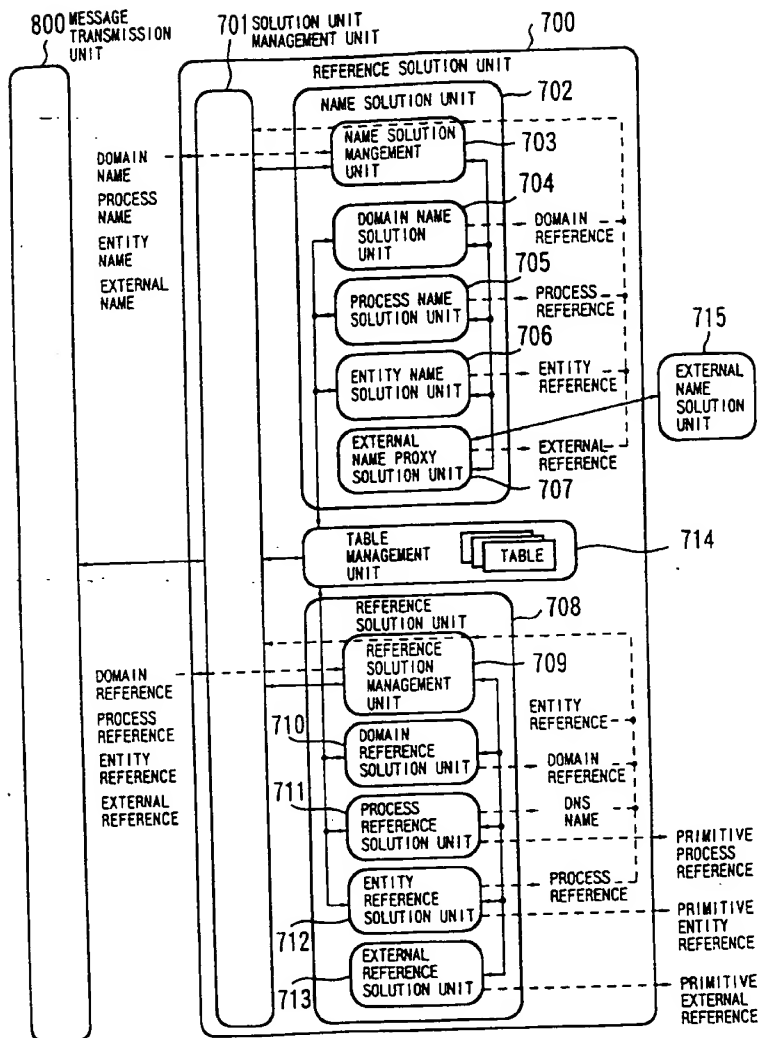 800 MESSAGE
TRANSMISSION
UNIT
701 SOLUTION UNIT
MANAGEMENT UNIT
700
REFERENCE SOLUTION UNIT
NAME SOLUTION UNIT
702
NAME SOLUTION
MANGEMENT
UNIT
703
DOMAIN
NAME
PROCESS
NAME
ENTITY
NAME
EXTERNAL
NAME
704
DOMAIN NAME
SOLUTION
UNIT
DOMAIN
REFERENCE
705
PROCESS NAME
SOLUTION UNIT
PROCESS
REFERENCE
706
ENTITY NAME
SOLUTION UNIT
ENTITY
REFERENCE
715
EXTERNAL
NAME
SOLUTION
UNIT
EXTERNAL
NAME PROXY
SOLUTION UNIT
EXTERNAL
REFERENCE
707
TABLE
MANAGEMENT
UNIT
TABLE
714
REFERENCE
SOLUTION UNIT
708
REFERENCE
SOLUTION
MANAGEMENT
UNIT
709
DOMAIN
REFERENCE
PROCESS
REFERENCE
ENTITY
REFERENCE
EXTERNAL
REFERENCE
ENTITY
REFERENCE
710
DOMAIN
REFERENCE
SOLUTION UNIT
DOMAIN
REFERENCE
711
PROCESS
REFERENCE
SOLUTION UNIT
DNS
NAME
PRIMITIVE
PROCESS
REFERENCE
ENTITY
REFERENCE
SOLUTION UNIT
712
PROCESS
REFERENCE
PRIMITIVE
ENTITY
REFERENCE
EXTERNAL
REFERENCE
SOLUTION UNIT
713
PRIMITIVE
EXTERNAL
REFERENCE